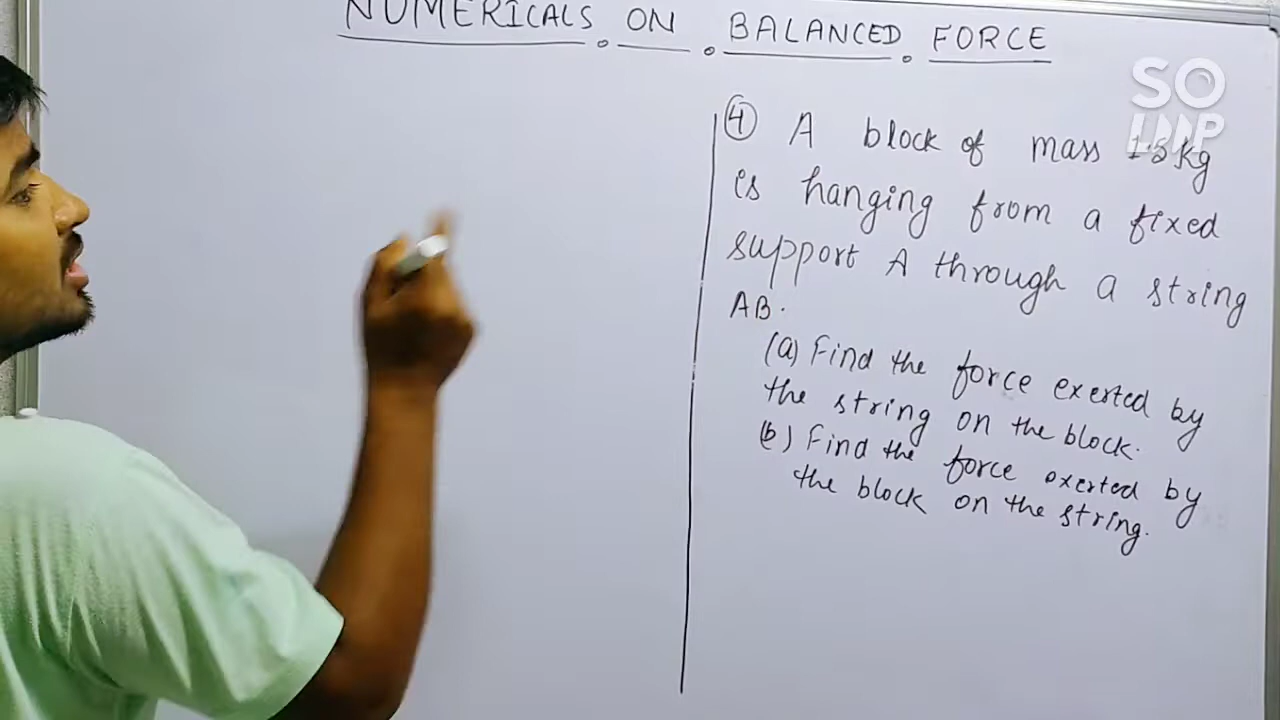 NUMERICALS ON BALANCED FORCE
SO
LMP
④ A block of mass 1.5 Kg
is hanging from a fixed
support A through a string
AB.
(a) Find the force exerted by
the string on the block.
(b) Find the force exerted by
the block on the string.